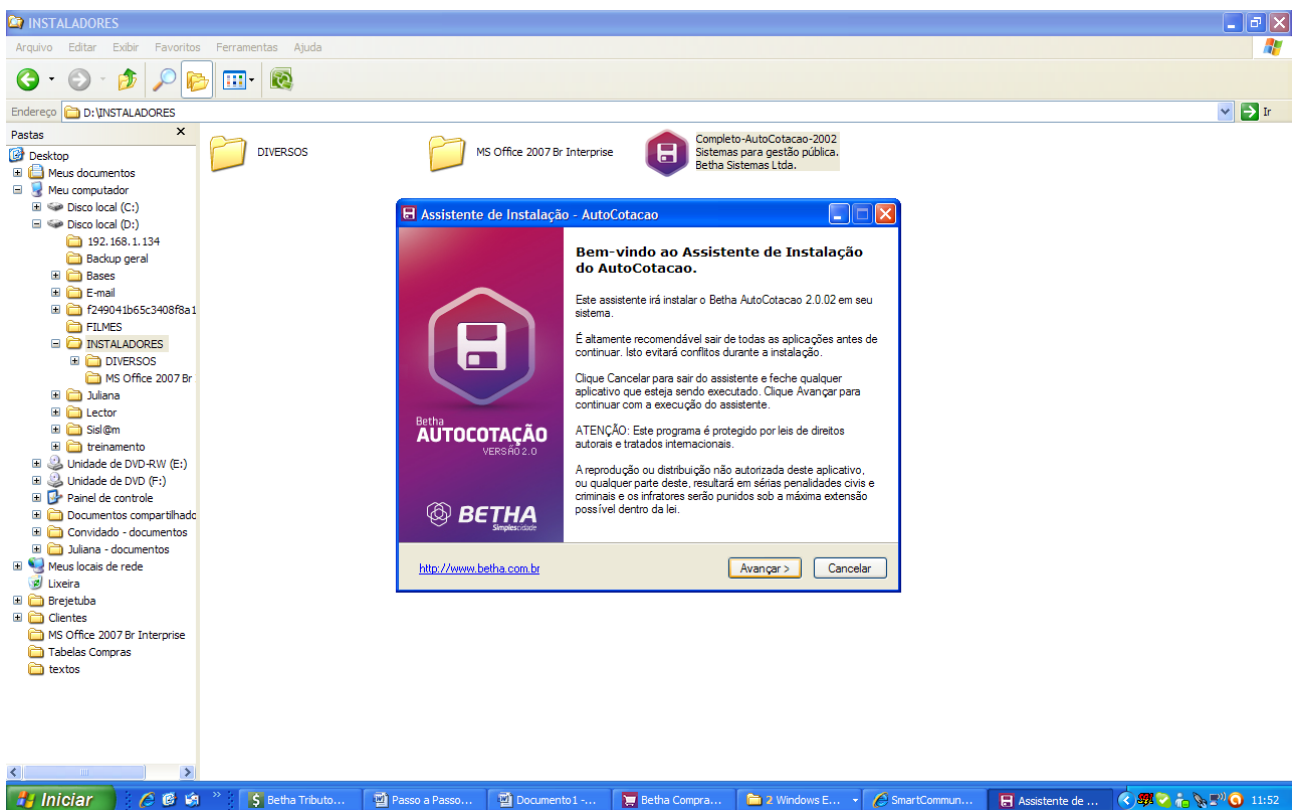 INSTALADORES
Arquivo Editar Exibir Favoritos Ferramentas Ajuda
Endereço D:\INSTALADORES Ir
Pastas
Desktop
Meus documentos
Meu computador
Disco local (C:)
Disco local (D:)
192.168.1.134
Backup geral
Bases
E-mail
f249041b65c3408f8a1
FILMES
INSTALADORES
DIVERSOS
MS Office 2007 Br
Juliana
Lector
Sisl@m
treinamento
Unidade de DVD-RW (E:)
Unidade de DVD (F:)
Painel de controle
Documentos compartilhado
Convidado - documentos
Juliana - documentos
Meus locais de rede
Lixeira
Brejetuba
Clientes
MS Office 2007 Br Interprise
Tabelas Compras
textos
DIVERSOS
MS Office 2007 Br Interprise
Completo-AutoCotacao-2002
Sistemas para gestão pública.
Betha Sistemas Ltda.
Assistente de Instalação - AutoCotacao
Betha
AUTOCOTAÇÃO
VERSÃO 2.0
BETHA
Simplescidade
Bem-vindo ao Assistente de Instalação
do AutoCotacao.
Este assistente irá instalar o Betha AutoCotacao 2.0.02 em seu
sistema.
É altamente recomendável sair de todas as aplicações antes de
continuar. Isto evitará conflitos durante a instalação.
Clique Cancelar para sair do assistente e feche qualquer
aplicativo que esteja sendo executado. Clique Avançar para
continuar com a execução do assistente.
ATENÇÃO: Este programa é protegido por leis de direitos
autorais e tratados internacionais.
A reprodução ou distribuição não autorizada deste aplicativo,
ou qualquer parte deste, resultará em sérias penalidades civis e
criminais e os infratores serão punidos sob a máxima extensão
possível dentro da lei.
http://www.betha.com.br
Avançar > Cancelar
Iniciar Betha Tributo... Passo a Passo... Documento1 -... Betha Compra... 2 Windows E... SmartCommun... Assistente de ... 11:52